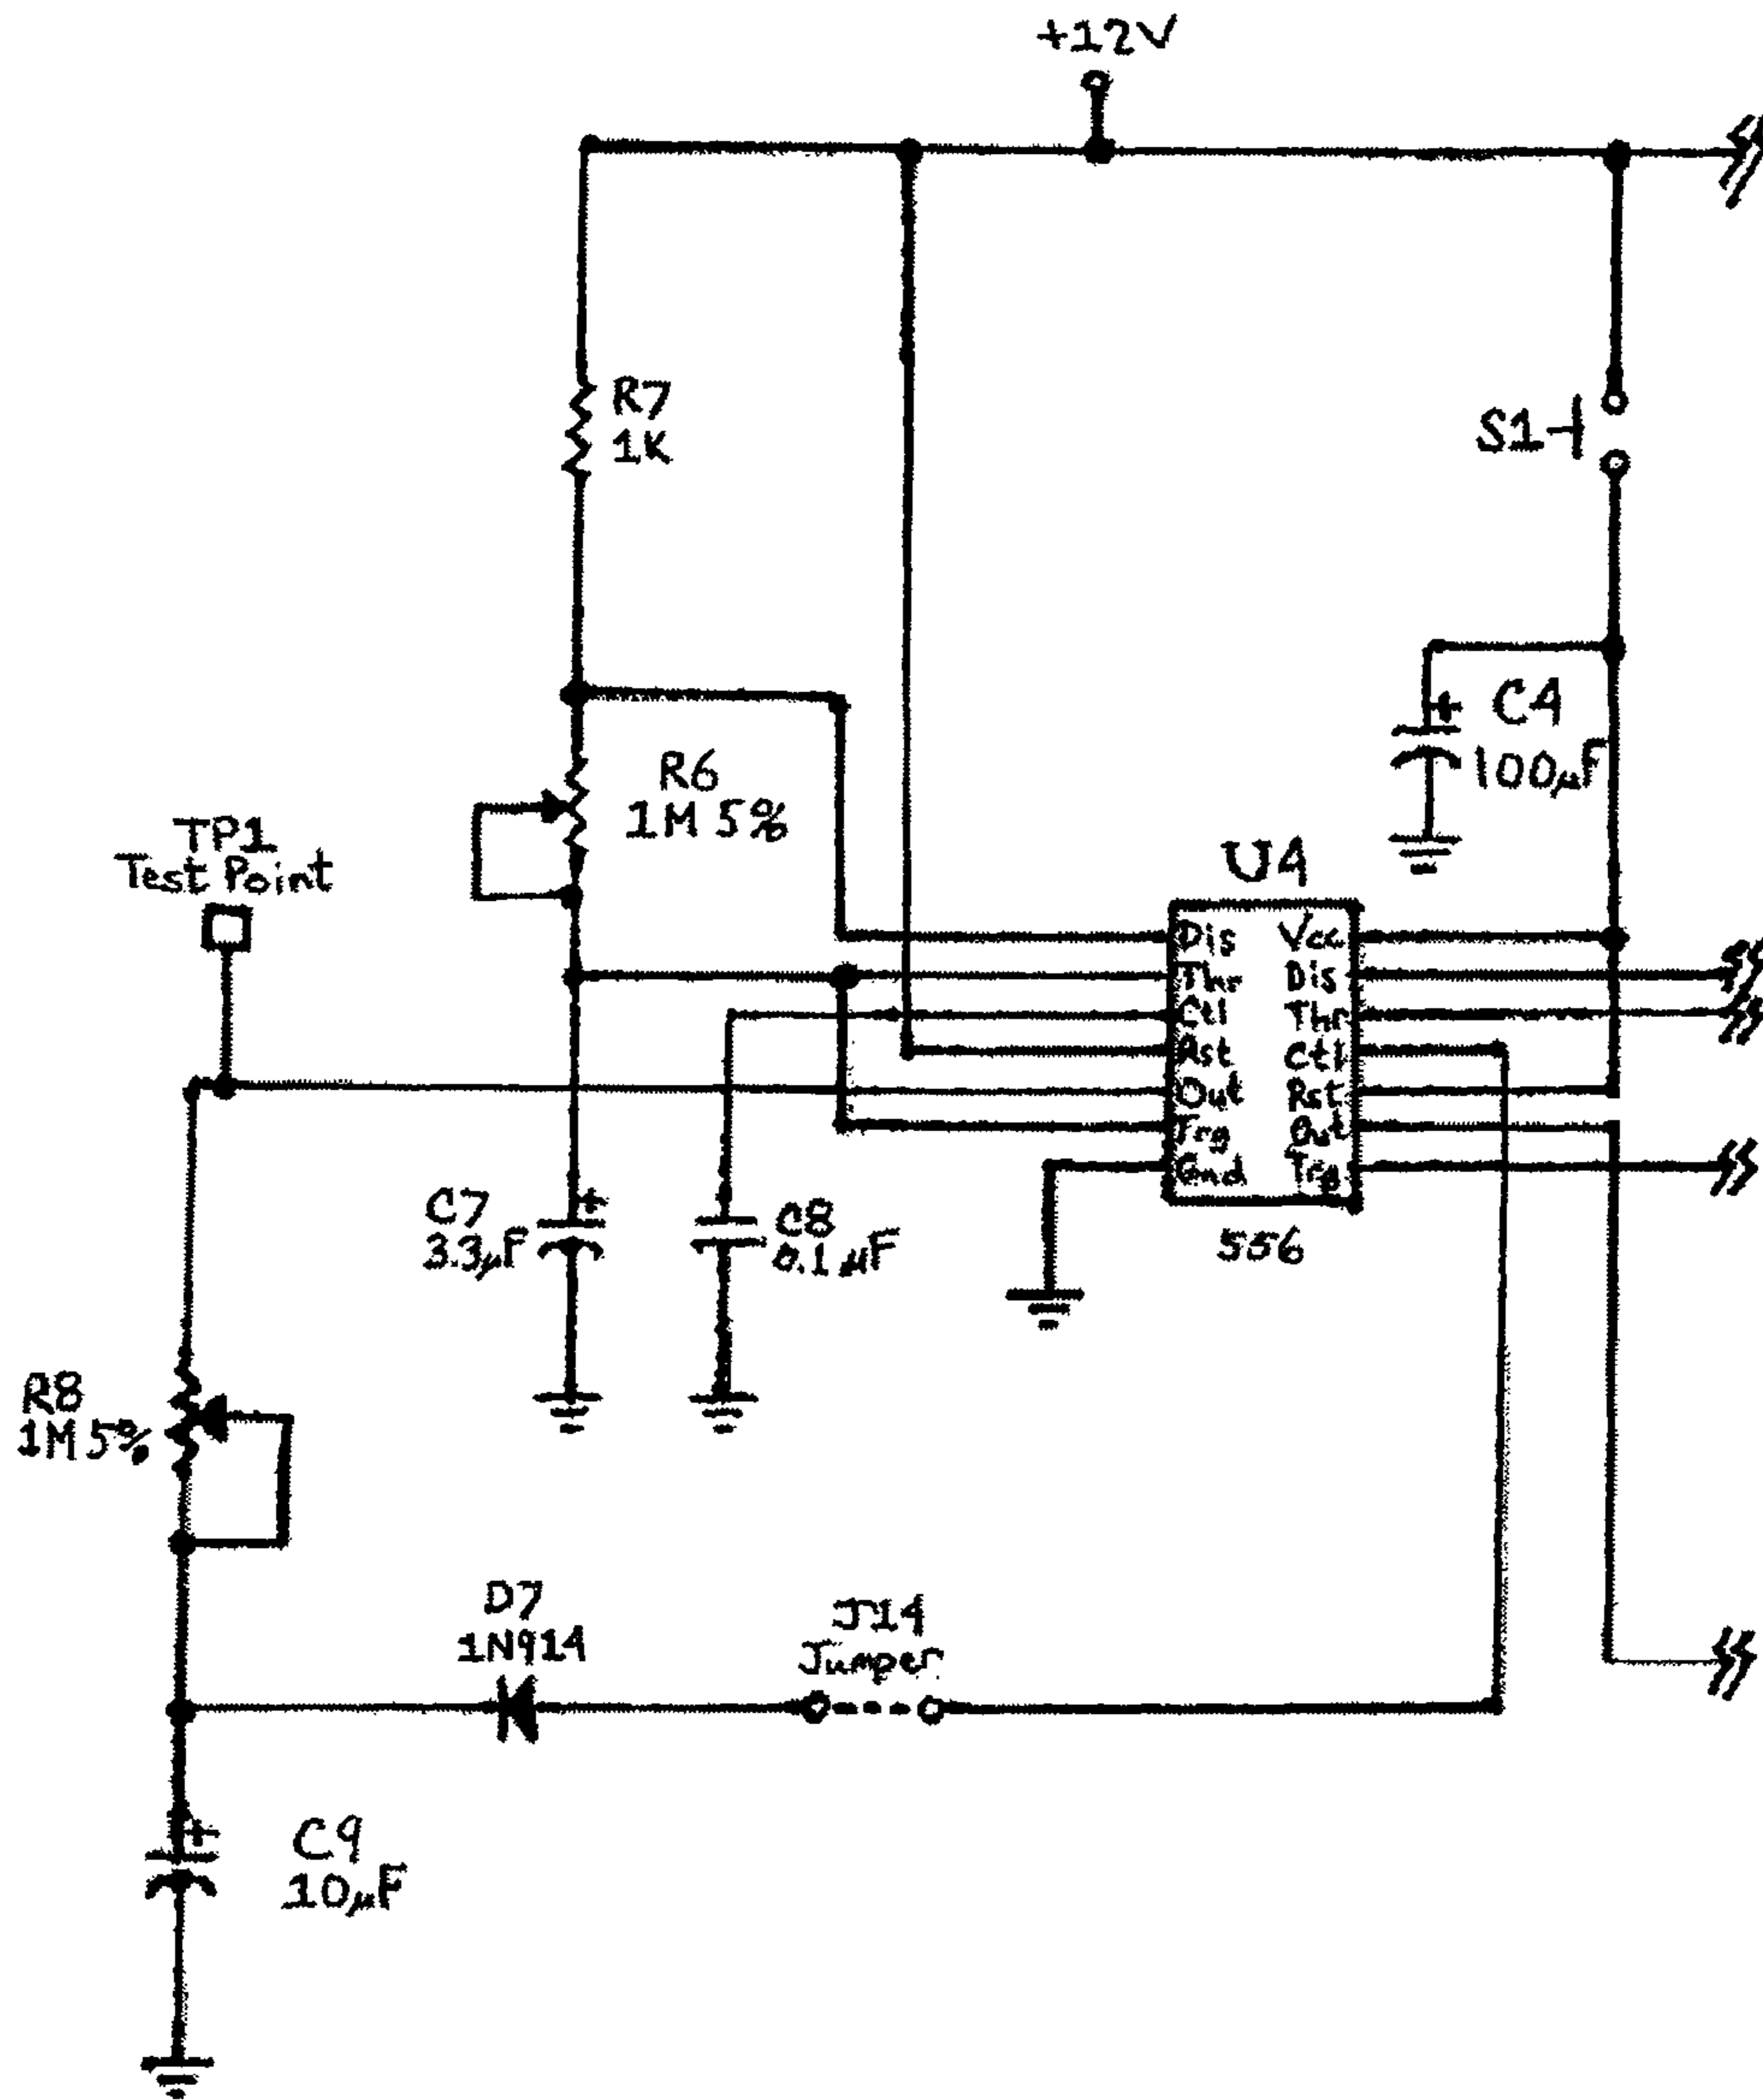 +12V
R7
1K
S1
C4
100µF
R6
1M 5%
TP1
Test Point
U4
Dis Vcc
Thr Dis
Ctl Thr
Rst Ctl
Out Rst
Trg Out
Gnd Trg
556
C7
3.3µF
C8
0.1µF
R8
1M 5%
D7
1N914
J14
Jumper
C9
10µF